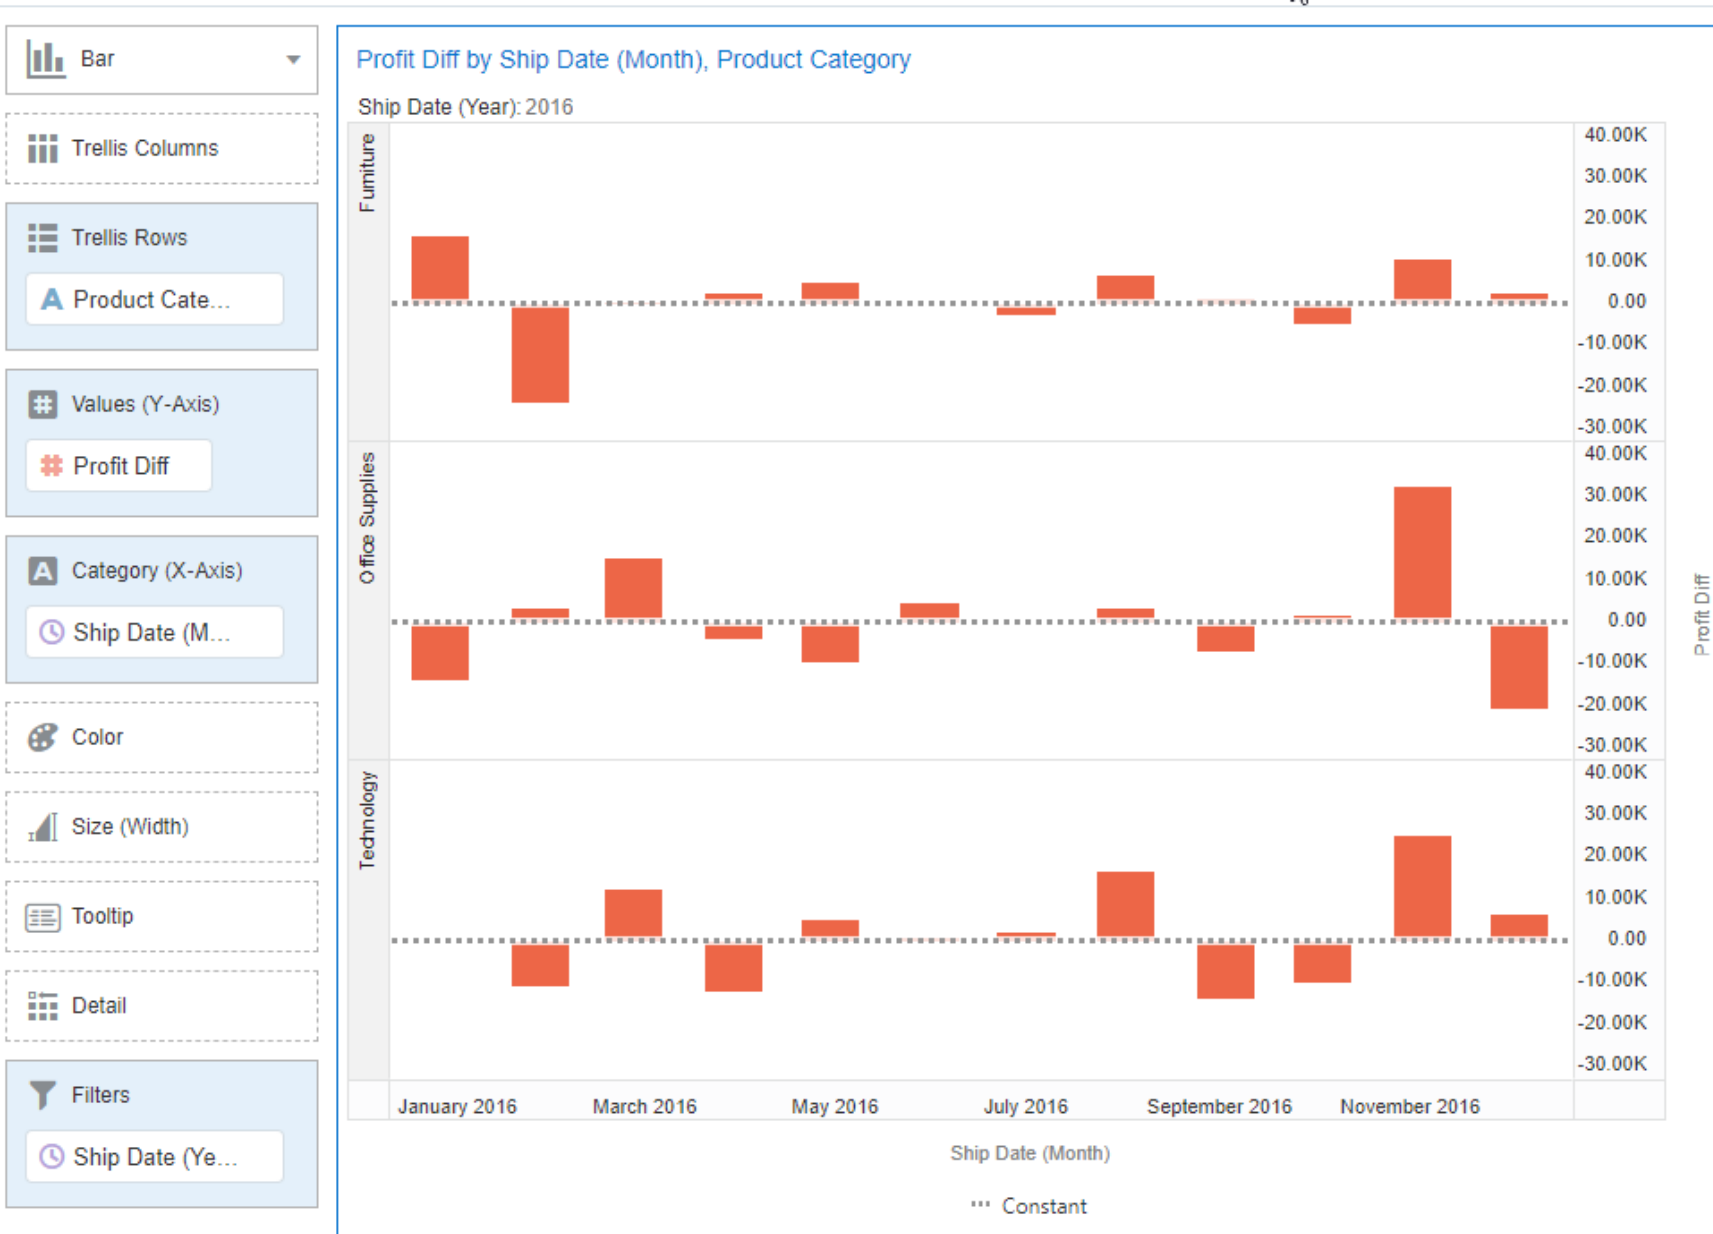 Bar
Trellis Columns
Trellis Rows
A Product Cate...
# Values (Y-Axis)
# Profit Diff
A Category (X-Axis)
Ship Date (M...
Color
Size (Width)
Tooltip
Detail
Filters
Ship Date (Ye...
Profit Diff by Ship Date (Month), Product Category
Ship Date (Year): 2016
Furniture
40.00K
30.00K
20.00K
10.00K
0.00
-10.00K
-20.00K
-30.00K
Office Supplies
40.00K
30.00K
20.00K
10.00K
0.00
-10.00K
-20.00K
-30.00K
Technology
40.00K
30.00K
20.00K
10.00K
0.00
-10.00K
-20.00K
-30.00K
Profit Diff
January 2016 March 2016 May 2016 July 2016 September 2016 November 2016
Ship Date (Month)
Constant